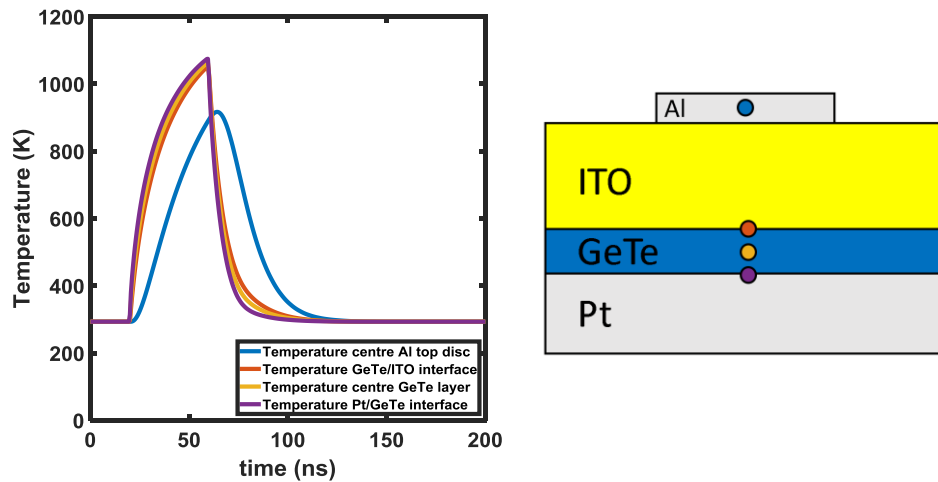 1200
1000
800
600
400
200
0
Temperature (K)
Temperature centre Al top disc
Temperature GeTe/ITO interface
Temperature centre GeTe layer
Temperature Pt/GeTe interface
0 50 100 150 200
time (ns)
Al
ITO
GeTe
Pt